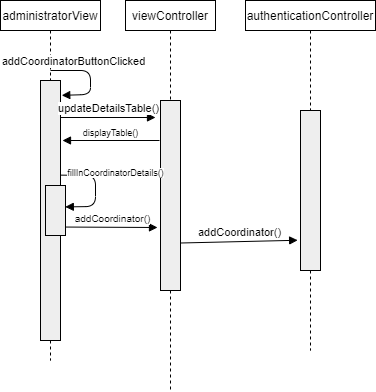 administratorView
viewController
authenticationController
addCoordinatorButtonClicked
updateDetailsTable()
displayTable()
fillInCoordinatorDetails()
addCoordinator()
addCoordinator()